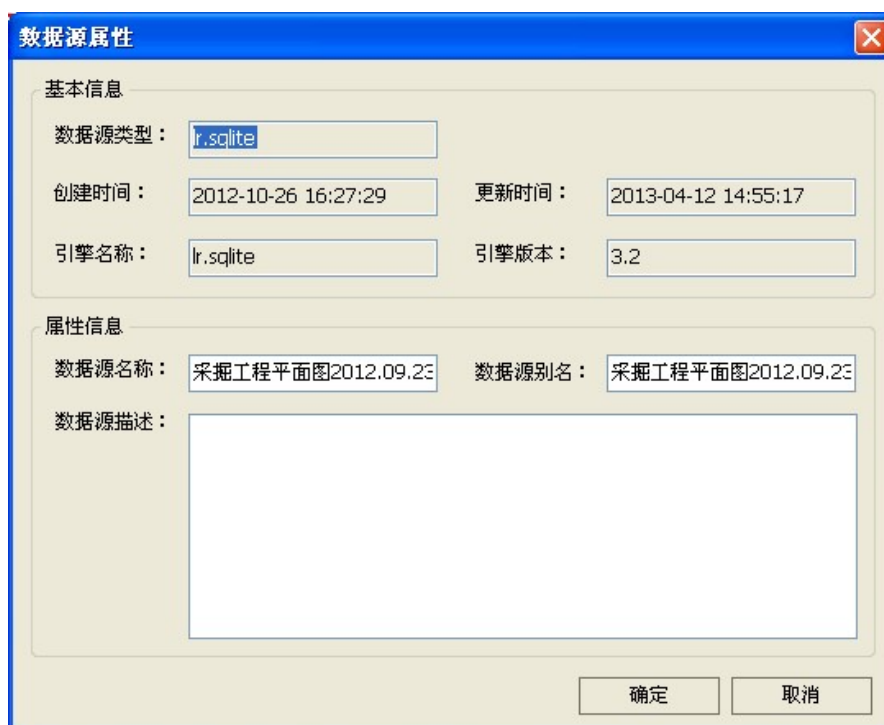 数据源属性
基本信息
数据源类型： lr.sqlite
创建时间： 2012-10-26 16:27:29 更新时间： 2013-04-12 14:55:17
引擎名称： lr.sqlite 引擎版本： 3.2
属性信息
数据源名称： 采掘工程平面图2012.09.23 数据源别名： 采掘工程平面图2012.09.23
数据源描述：
确定 取消